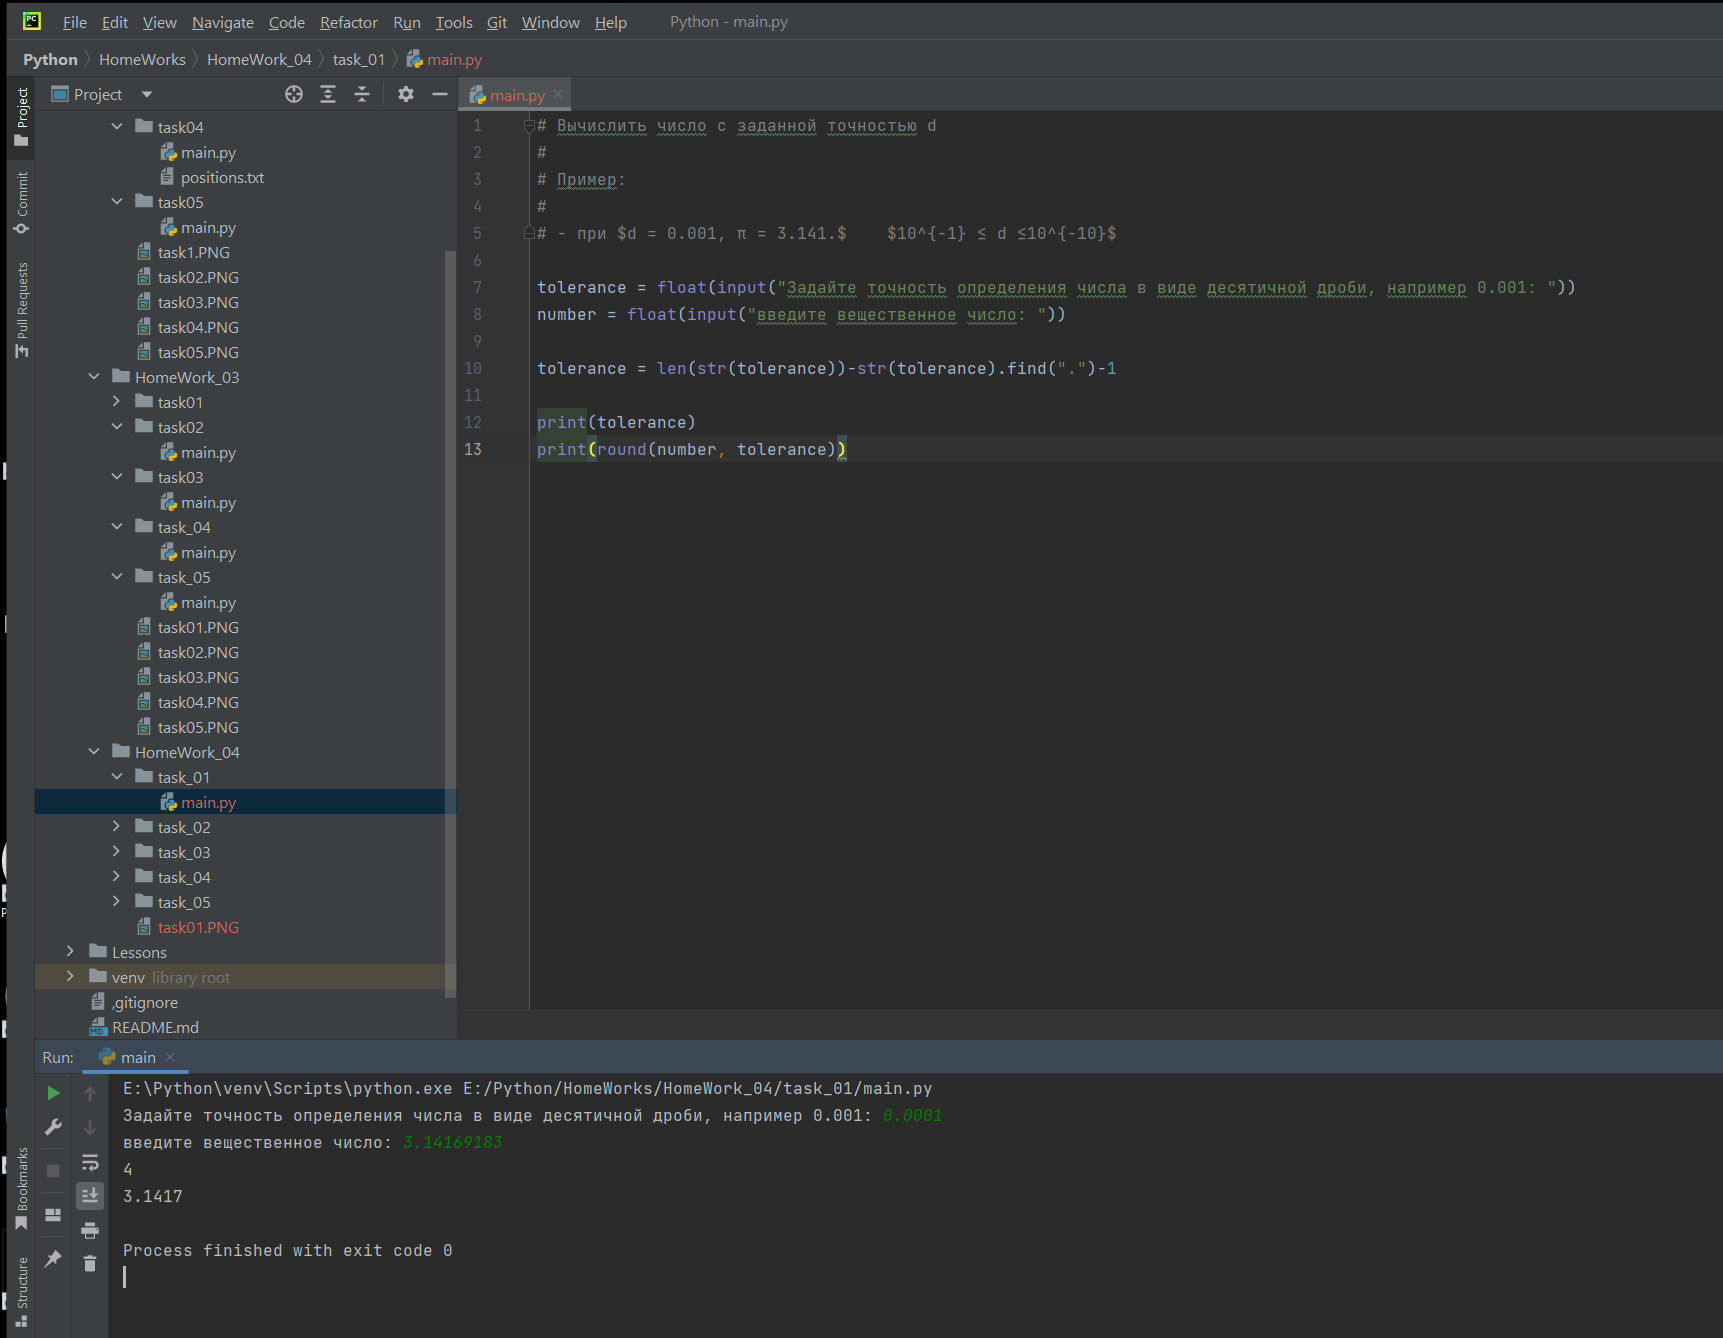 File Edit View Navigate Code Refactor Run Tools Git Window Help Python - main.py
Python HomeWorks HomeWork_04 task_01 main.py
Project
main.py
Project
Commit
Pull Requests
Bookmarks
Structure
task04
main.py
positions.txt
task05
main.py
task1.PNG
task02.PNG
task03.PNG
task04.PNG
task05.PNG
HomeWork_03
task01
task02
main.py
task03
main.py
task_04
main.py
task_05
main.py
task01.PNG
task02.PNG
task03.PNG
task04.PNG
task05.PNG
HomeWork_04
task_01
main.py
task_02
task_03
task_04
task_05
task01.PNG
Lessons
venv library root
.gitignore
README.md
1 # Вычислить число с заданной точностью d
2 #
3 # Пример:
4 #
5 # - при $d = 0.001, π = 3.141.$    $10^{-1} ≤ d ≤10^{-10}$
6
7 tolerance = float(input("Задайте точность определения числа в виде десятичной дроби, например 0.001: "))
8 number = float(input("введите вещественное число: "))
9
10 tolerance = len(str(tolerance))-str(tolerance).find(".")-1
11
12 print(tolerance)
13 print(round(number, tolerance))
Run: main
E:\Python\venv\Scripts\python.exe E:/Python/HomeWorks/HomeWork_04/task_01/main.py
Задайте точность определения числа в виде десятичной дроби, например 0.001: 0.0001
введите вещественное число: 3.14169183
4
3.1417
Process finished with exit code 0